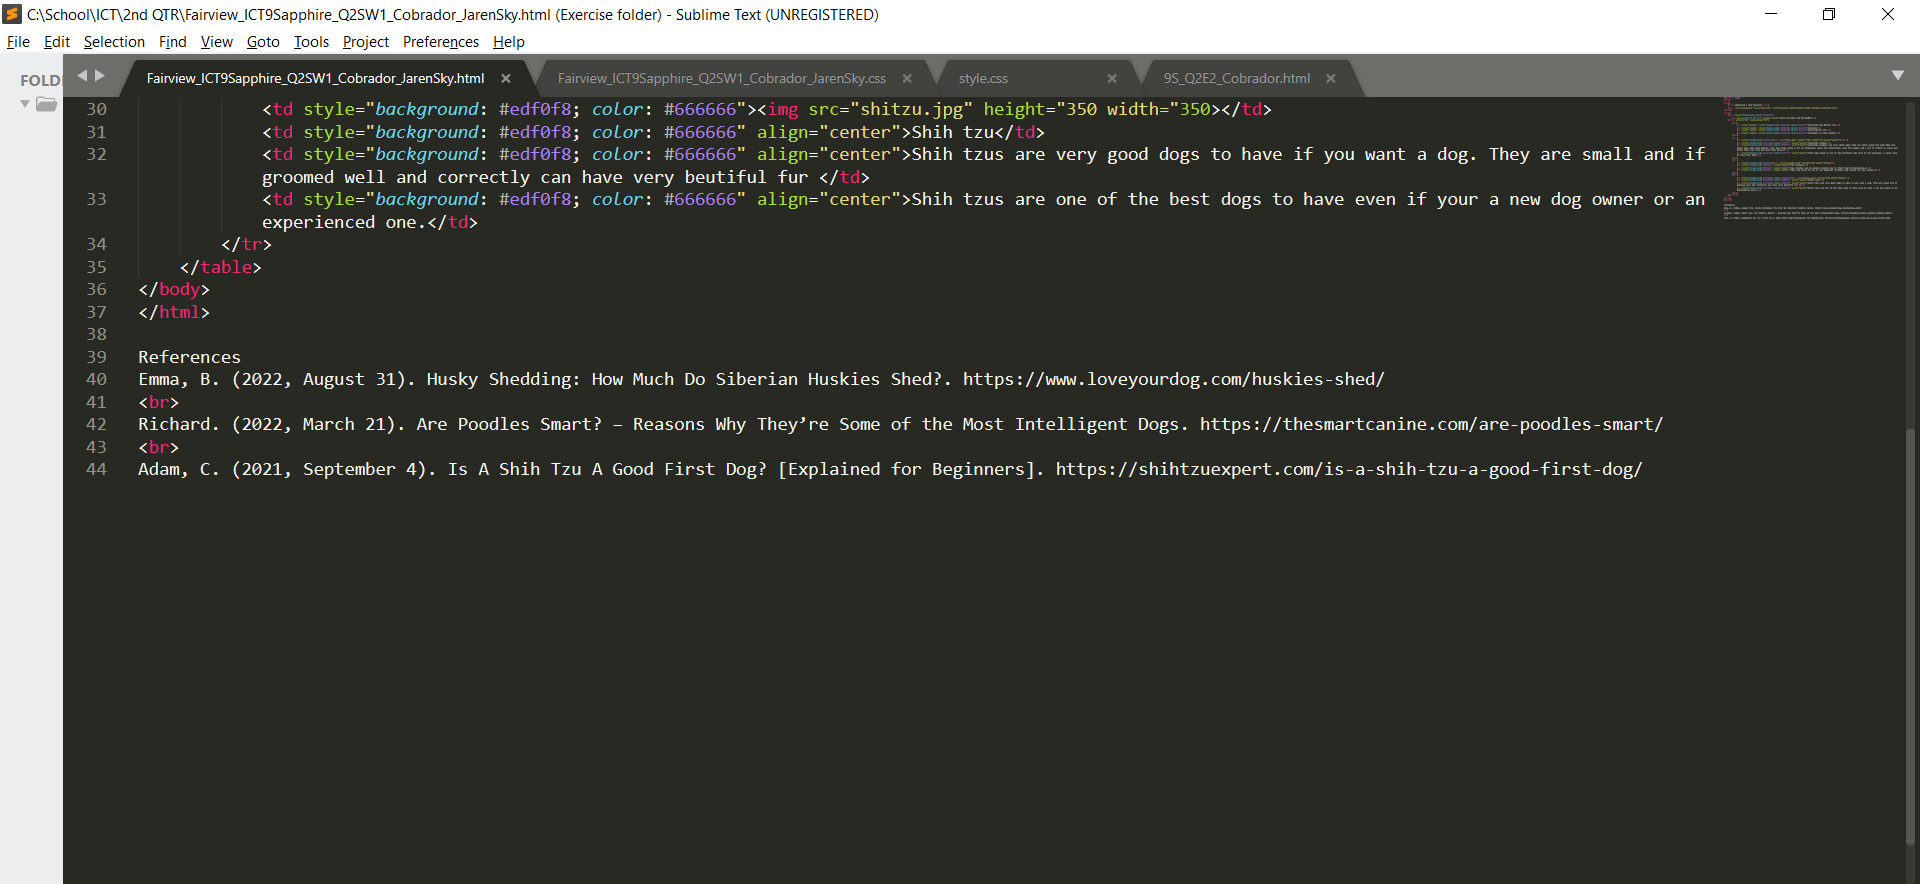 C:\School\ICT\2nd QTR\Fairview_ICT9Sapphire_Q2SW1_Cobrador_JarenSky.html (Exercise folder) - Sublime Text (UNREGISTERED)
File Edit Selection Find View Goto Tools Project Preferences Help
FOLD
Fairview_ICT9Sapphire_Q2SW1_Cobrador_JarenSky.html
Fairview_ICT9Sapphire_Q2SW1_Cobrador_JarenSky.css
style.css
9S_Q2E2_Cobrador.html
30 <td style="background: #edf0f8; color: #666666"><img src="shitzu.jpg" height="350 width="350></td>
31 <td style="background: #edf0f8; color: #666666" align="center">Shih tzu</td>
32 <td style="background: #edf0f8; color: #666666" align="center">Shih tzus are very good dogs to have if you want a dog. They are small and if
groomed well and correctly can have very beutiful fur </td>
33 <td style="background: #edf0f8; color: #666666" align="center">Shih tzus are one of the best dogs to have even if your a new dog owner or an
experienced one.</td>
34 </tr>
35 </table>
36 </body>
37 </html>
38
39 References
40 Emma, B. (2022, August 31). Husky Shedding: How Much Do Siberian Huskies Shed?. https://www.loveyourdog.com/huskies-shed/
41 <br>
42 Richard. (2022, March 21). Are Poodles Smart? – Reasons Why They’re Some of the Most Intelligent Dogs. https://thesmartcanine.com/are-poodles-smart/
43 <br>
44 Adam, C. (2021, September 4). Is A Shih Tzu A Good First Dog? [Explained for Beginners]. https://shihtzuexpert.com/is-a-shih-tzu-a-good-first-dog/